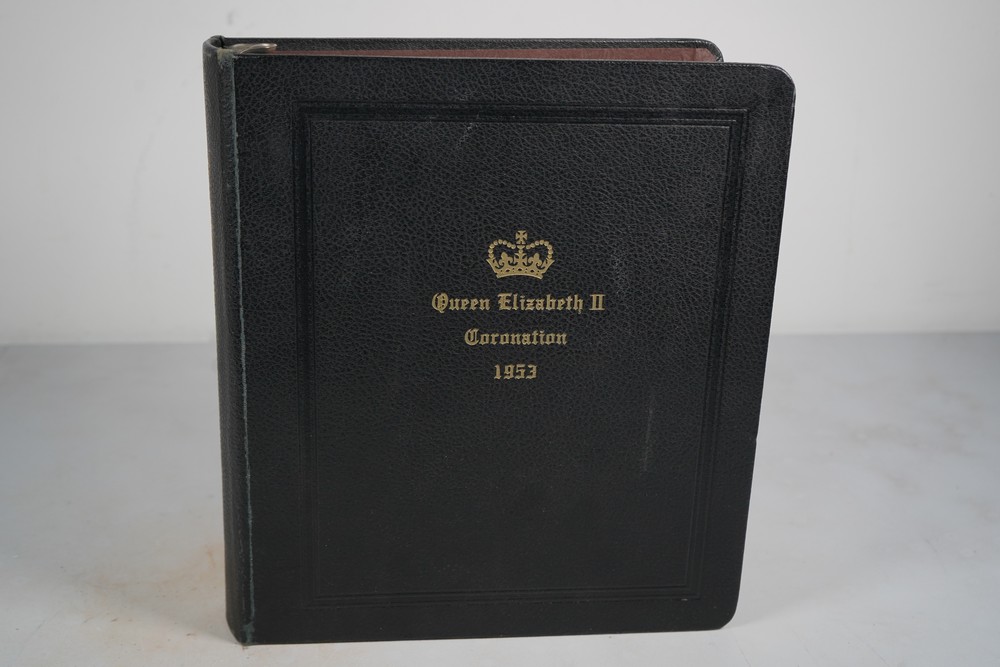 Queen Elizabeth II
Coronation
1953